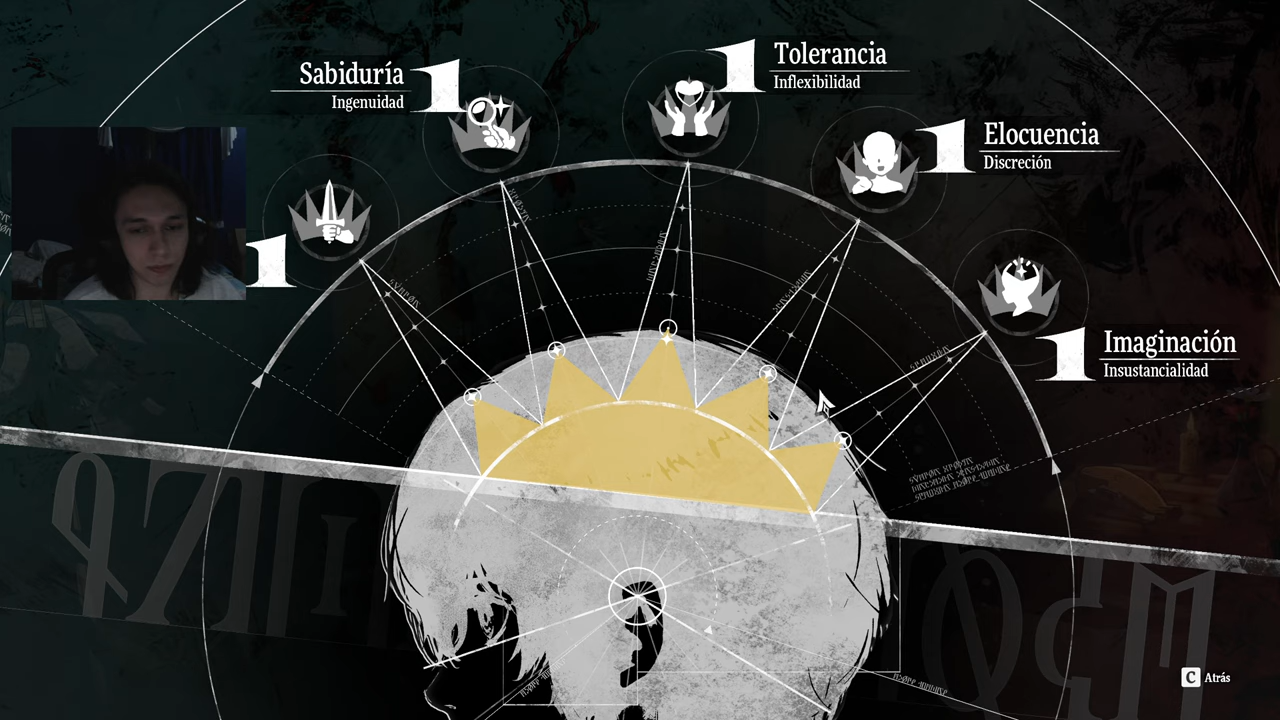 1
Sabiduría
Ingenuidad
1
1
Tolerancia
Inflexibilidad
1
Elocuencia
Discreción
1
Imaginación
Insustancialidad
C Atrás